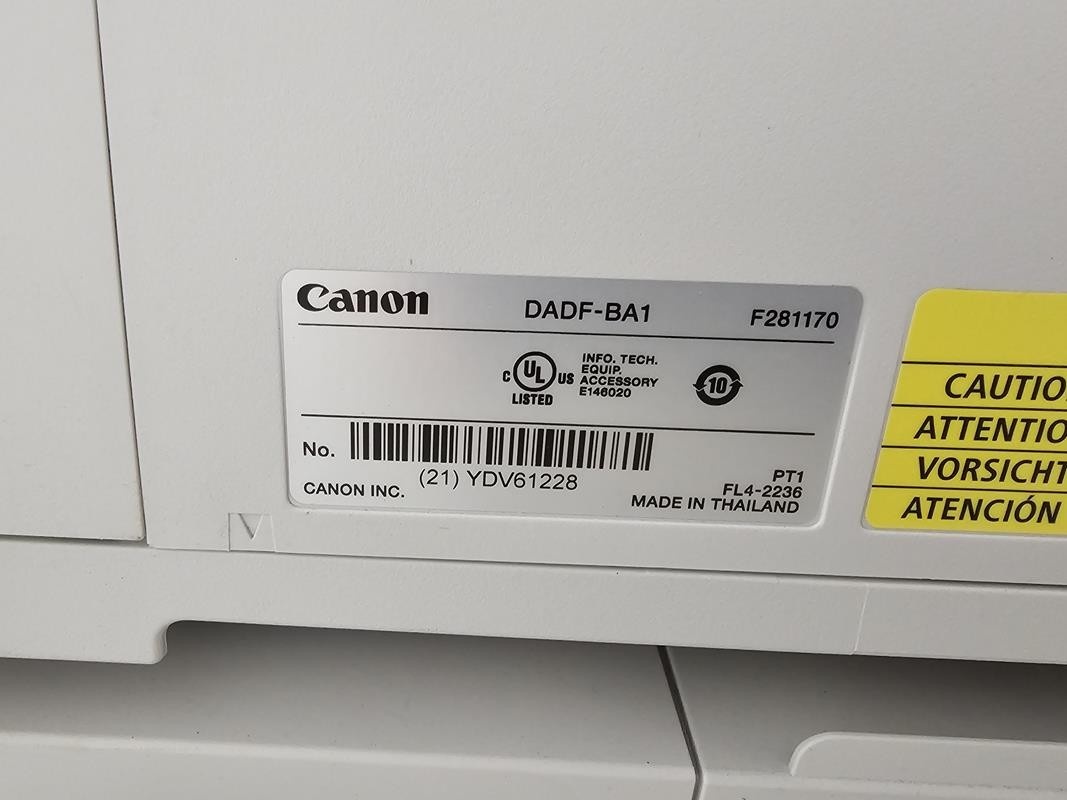 Canon DADF-BA1 F281170
C UL US LISTED
INFO. TECH.
EQUIP.
ACCESSORY
E146020
10
No. (21) YDV61228
CANON INC.
PT1
FL4-2236
MADE IN THAILAND
CAUTIO
ATTENTIO
VORSICHT
ATENCIÓN